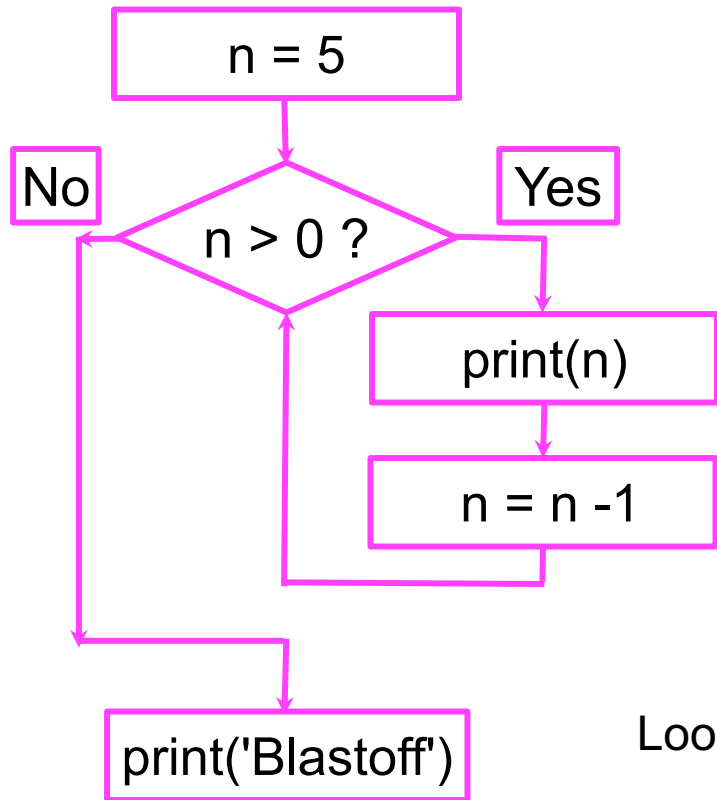 n = 5
No
Yes
n > 0 ?
print(n)
n = n -1
Loo
print('Blastoff')